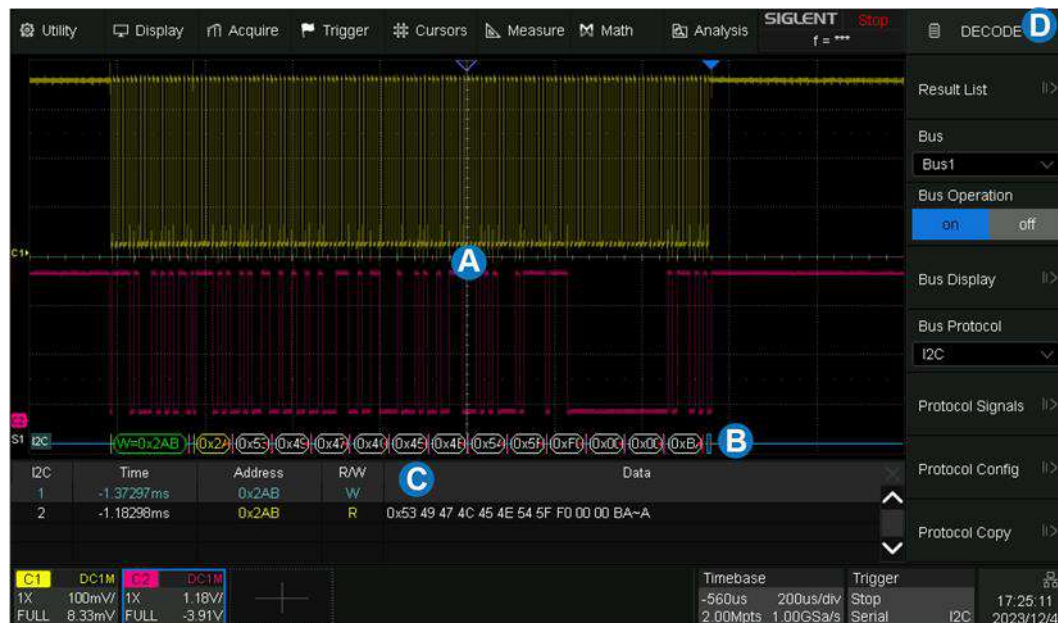 Utility Display Acquire Trigger Cursors Measure Math Analysis SIGLENT Stop
f = ***
DECODE D
Result List
Bus
Bus1
Bus Operation
on off
Bus Display
Bus Protocol
I2C
Protocol Signals
Protocol Config
Protocol Copy
C1
A
C2
S1 I2C W=0x2AB 0x2A 0x53 0x49 0x47 0x4 0x45 0x4E 0x54 0x5F 0xF0 0x00 0x00 0xBA B
I2C Time Address R/W C Data
1 -1.37297ms 0x2AB W
2 -1.18298ms 0x2AB R 0x53 49 47 4C 45 4E 54 5F F0 00 00 BA~A
C1 DC1M
1X 100mV/
FULL 8.33mV
C2 DC1M
1X 1.18V/
FULL -3.91V
Timebase
-560us 200us/div
2.00Mpts 1.00GSa/s
Trigger
Stop
Serial I2C
17:25:11
2023/12/4